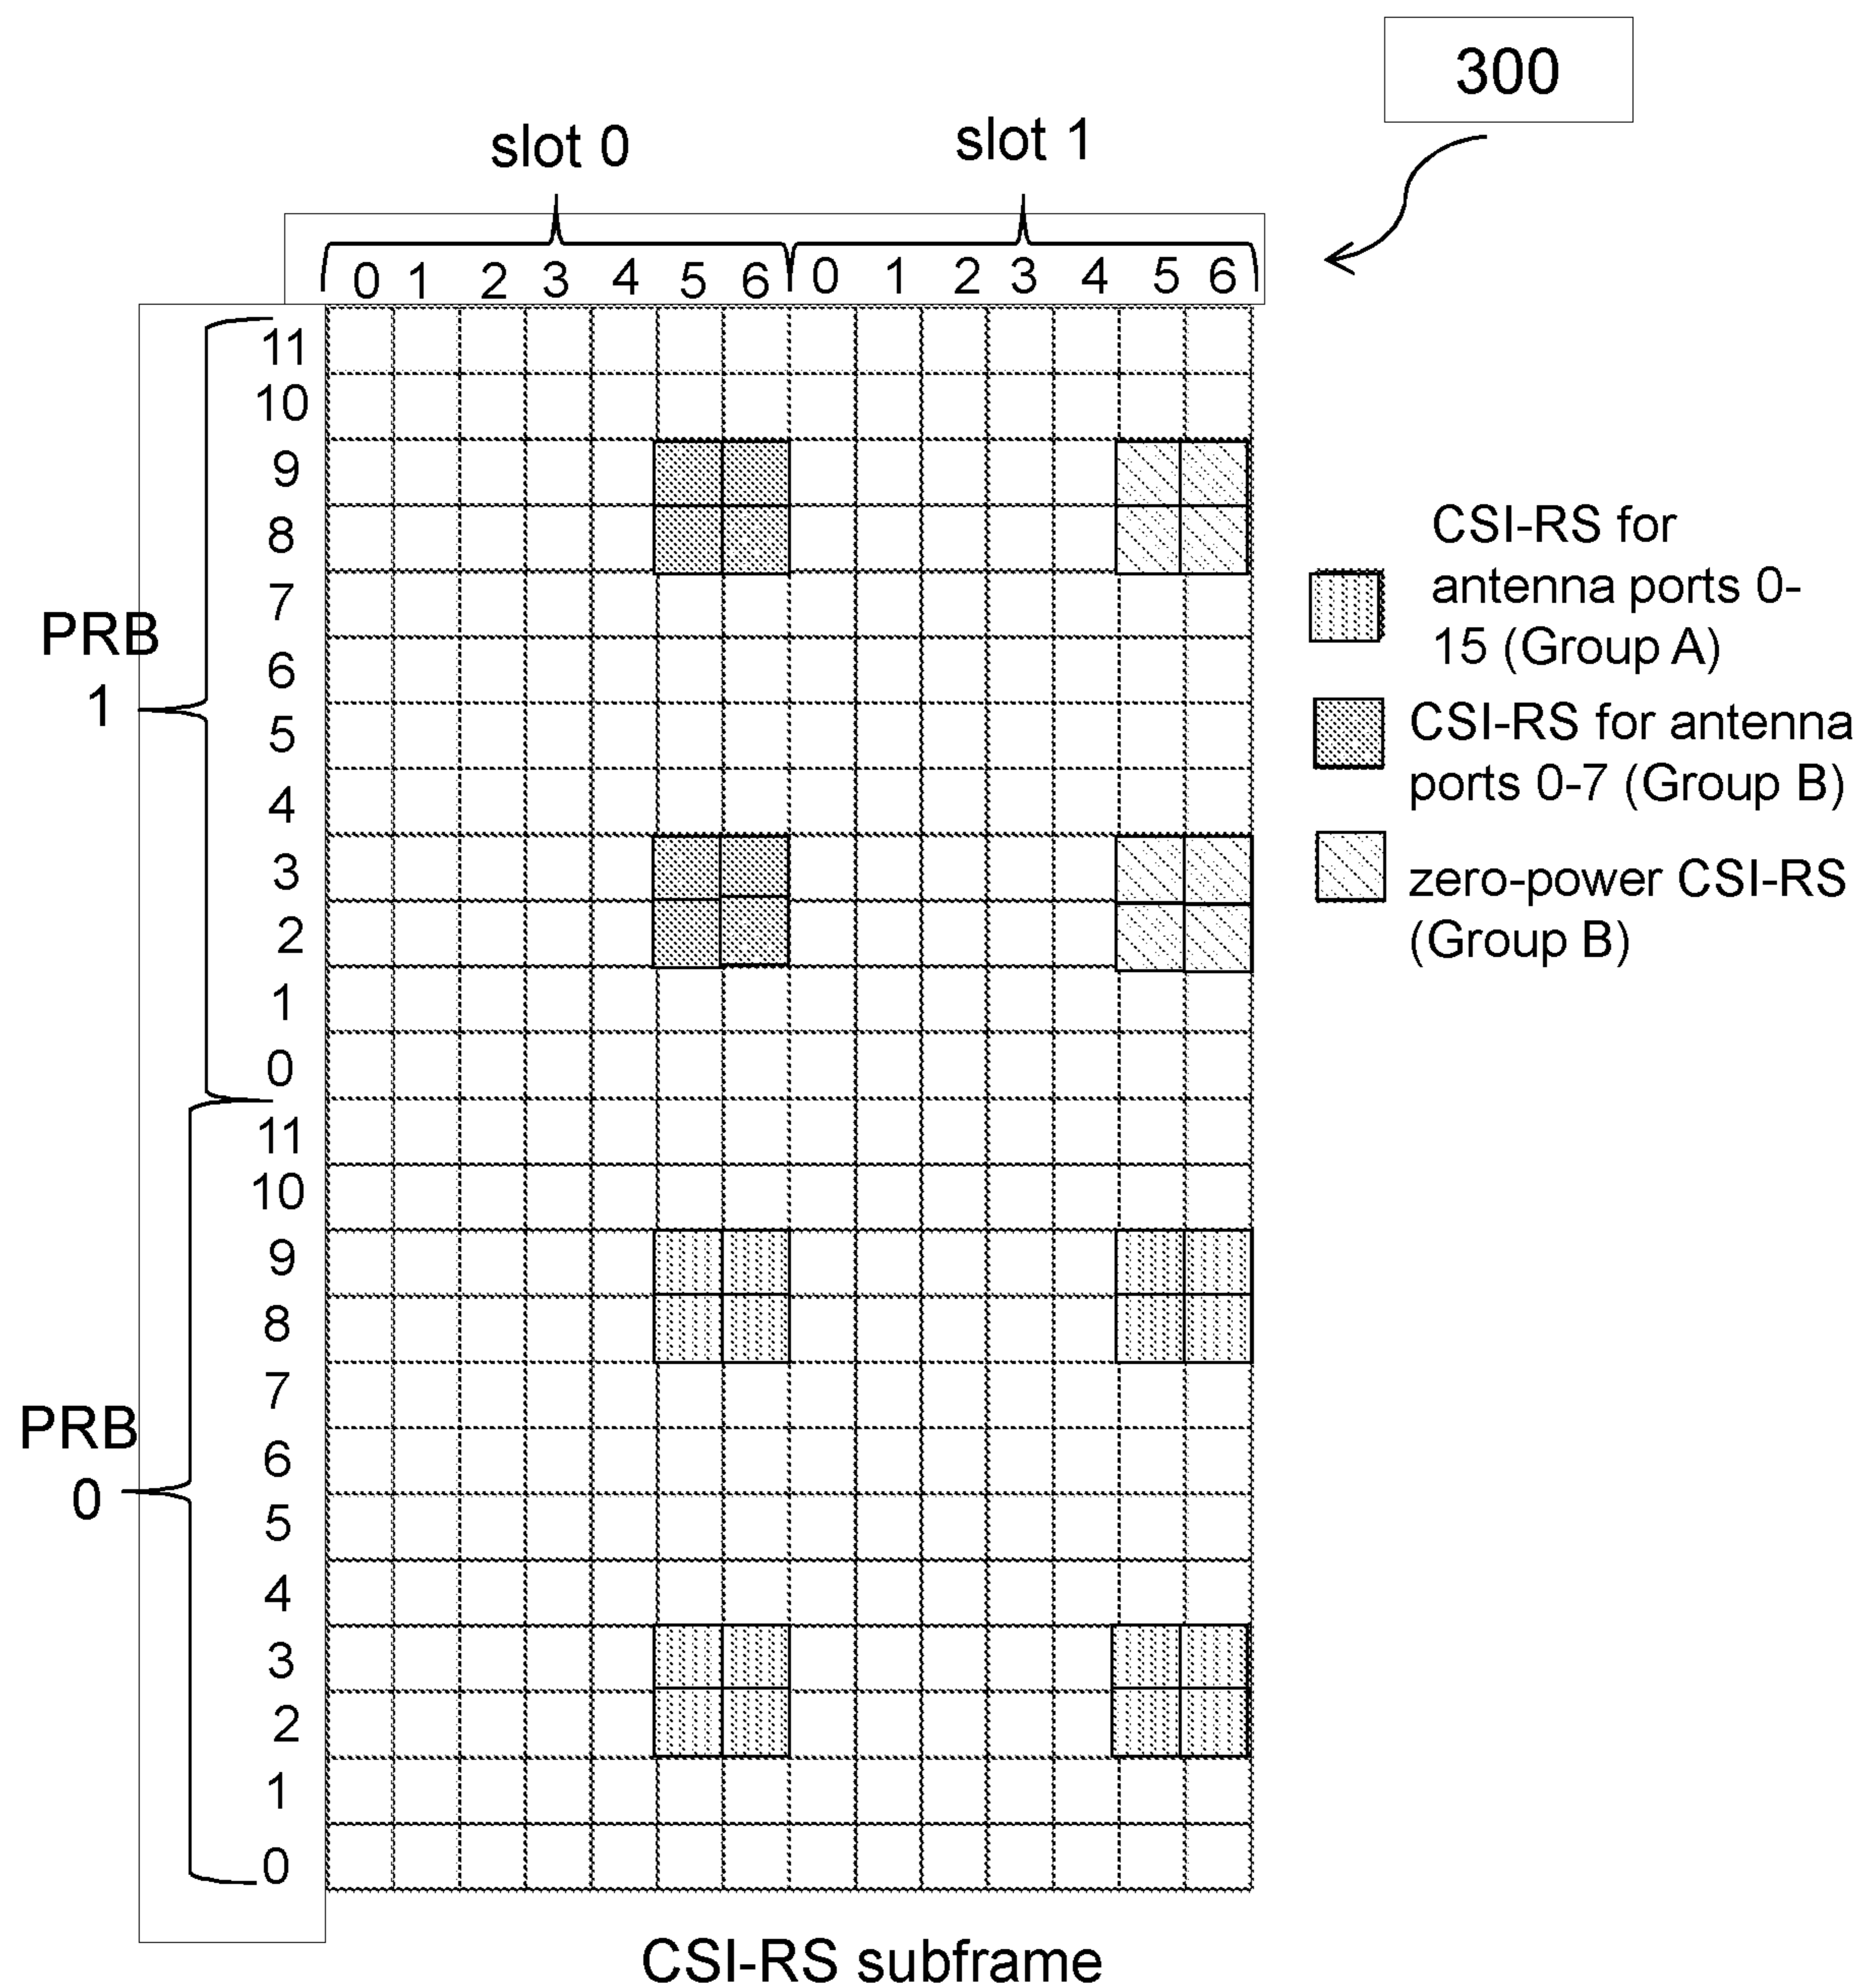 300
slot 0 slot 1
0 1 2 3 4 5 6 0 1 2 3 4 5 6
11
10
9
8
7
6
5
4
3
2
1
0
PRB
1
11
10
9
8
7
6
5
4
3
2
1
0
PRB
0
CSI-RS for
antenna ports 0-
15 (Group A)
CSI-RS for antenna
ports 0-7 (Group B)
zero-power CSI-RS
(Group B)
CSI-RS subframe